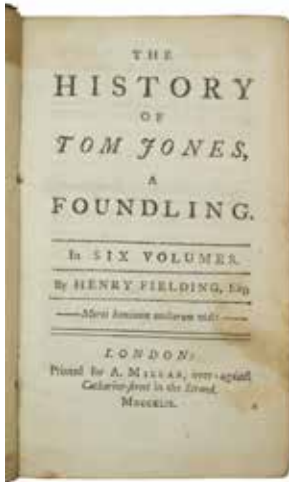 THE
HISTORY
OF
TOM JONES,
A
FOUNDLING.
In SIX VOLUMES.
By HENRY FIELDING, Esq;
——Mores hominum multorum vidit——
LONDON:
Printed for A. MILLAR, over-against
Catharine-street in the Strand.
MDCCXLIX.